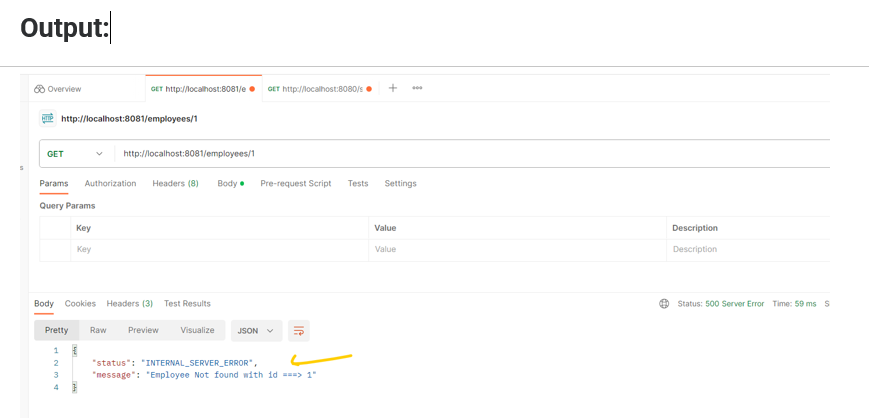 Output:
Overview GET http://localhost:8081/e GET http://localhost:8080/s
HTTP http://localhost:8081/employees/1
GET http://localhost:8081/employees/1
s
Params Authorization Headers (8) Body Pre-request Script Tests Settings
Query Params
Key Value Description
Key Value Description
Body Cookies Headers (3) Test Results Status: 500 Server Error Time: 59 ms S
Pretty Raw Preview Visualize JSON
1 {
2 "status": "INTERNAL_SERVER_ERROR",
3 "message": "Employee Not found with id ===> 1"
4 }